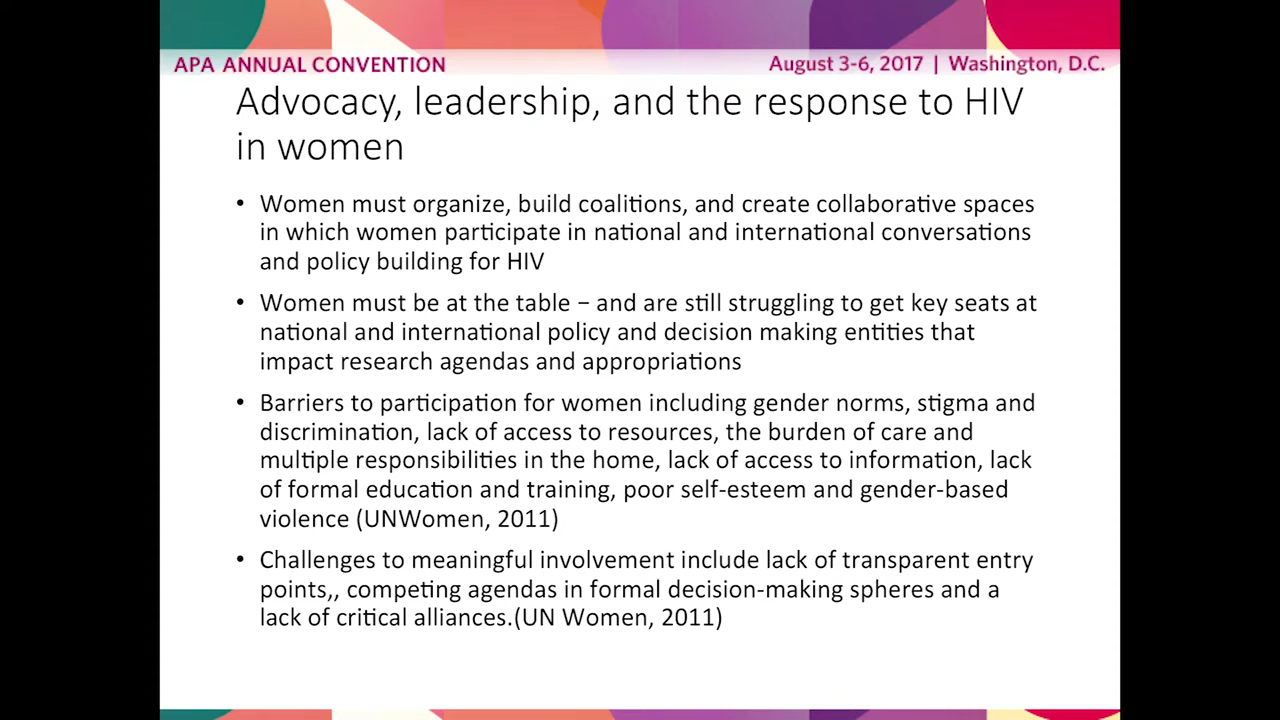 APA ANNUAL CONVENTION
August 3-6, 2017 | Washington, D.C.
Advocacy, leadership, and the response to HIV
in women
• Women must organize, build coalitions, and create collaborative spaces
in which women participate in national and international conversations
and policy building for HIV
• Women must be at the table – and are still struggling to get key seats at
national and international policy and decision making entities that
impact research agendas and appropriations
• Barriers to participation for women including gender norms, stigma and
discrimination, lack of access to resources, the burden of care and
multiple responsibilities in the home, lack of access to information, lack
of formal education and training, poor self-esteem and gender-based
violence (UNWomen, 2011)
• Challenges to meaningful involvement include lack of transparent entry
points,, competing agendas in formal decision-making spheres and a
lack of critical alliances.(UN Women, 2011)